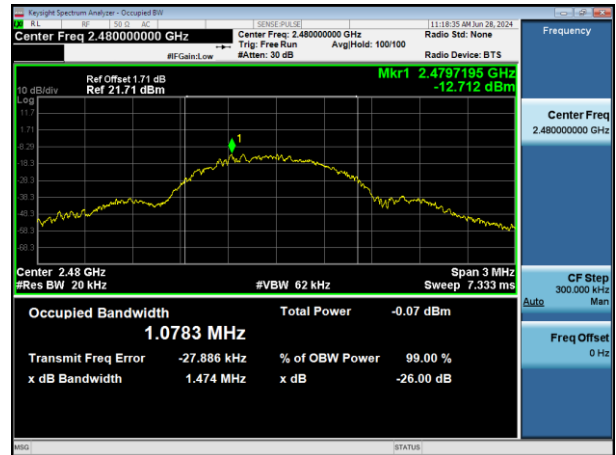 Keysight Spectrum Analyzer - Occupied BW
RL RF 50 Ω AC SENSE:PULSE 11:18:35 AM Jun 28, 2024
Center Freq 2.480000000 GHz
Center Freq: 2.480000000 GHz
Radio Std: None
Trig: Free Run Avg|Hold: 100/100
#IFGain:Low #Atten: 30 dB Radio Device: BTS
Frequency
Ref Offset 1.71 dB
10 dB/div Ref 21.71 dBm
Mkr1 2.4797195 GHz
-12.712 dBm
Log
11.7
1.71
-8.29
-18.3
-28.3
-38.3
-48.3
-58.3
-68.3
1
Center 2.48 GHz Span 3 MHz
#Res BW 20 kHz #VBW 62 kHz Sweep 7.333 ms
Occupied Bandwidth Total Power -0.07 dBm
1.0783 MHz
Transmit Freq Error -27.886 kHz % of OBW Power 99.00 %
x dB Bandwidth 1.474 MHz x dB -26.00 dB
Center Freq
2.480000000 GHz
CF Step
300.000 kHz
Auto Man
Freq Offset
0 Hz
MSG STATUS